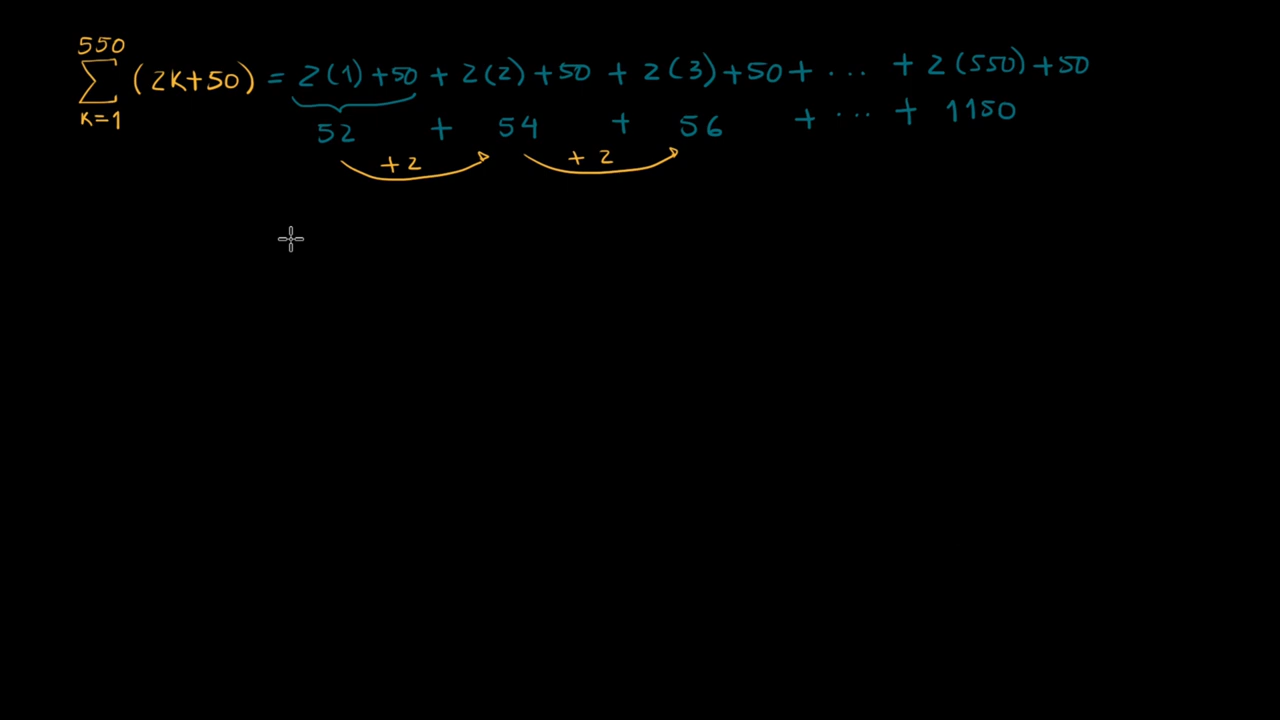 550
∑ (2k+50) = 2(1)+50 + 2(2)+50 + 2(3)+50+ ... + 2(550)+50
k=1
52 + 54 + 56 + ... + 1150
+2 +2